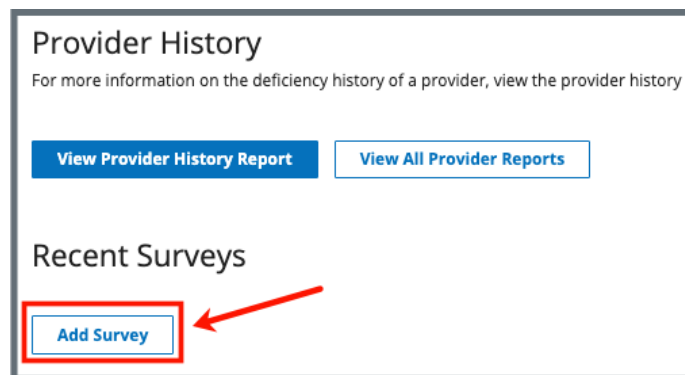 Provider History
For more information on the deficiency history of a provider, view the provider history
View Provider History Report
View All Provider Reports
Recent Surveys
Add Survey